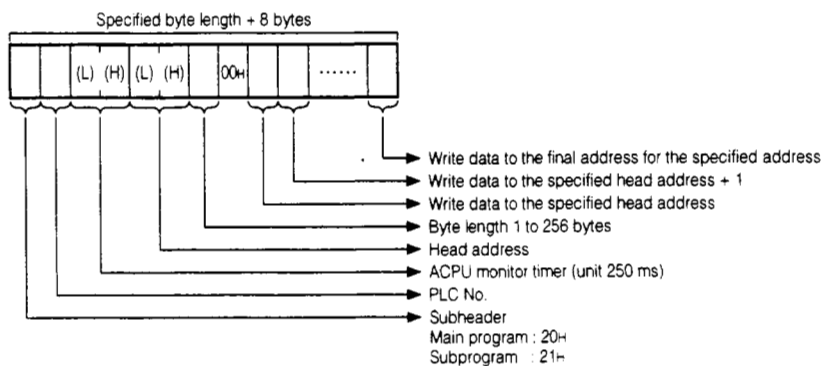 Specified byte length + 8 bytes
(L) (H) (L) (H) 00H ......
Write data to the final address for the specified address
Write data to the specified head address + 1
Write data to the specified head address
Byte length 1 to 256 bytes
Head address
ACPU monitor timer (unit 250 ms)
PLC No.
Subheader
Main program : 20H
Subprogram : 21H